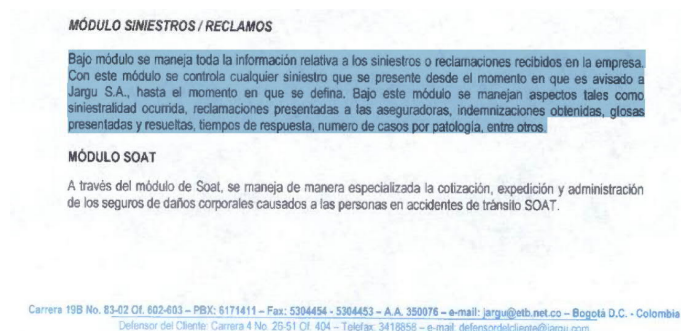 MÓDULO SINIESTROS / RECLAMOS
Bajo módulo se maneja toda la información relativa a los siniestros o reclamaciones recibidos en la empresa.
Con este módulo se controla cualquier siniestro que se presente desde el momento en que es avisado a
Jargu S.A., hasta el momento en que se defina. Bajo este módulo se manejan aspectos tales como
siniestralidad ocurrida, reclamaciones presentadas a las aseguradoras, indemnizaciones obtenidas, glosas
presentadas y resueltas, tiempos de respuesta, numero de casos por patología, entre otros.
MÓDULO SOAT
A través del módulo de Soat, se maneja de manera especializada la cotización, expedición y administración
de los seguros de daños corporales causados a las personas en accidentes de tránsito SOAT.
Carrera 19B No. 83-02 Of. 602-603 – PBX: 6171411 – Fax: 5304454 - 5304453 – A.A. 350076 – e-mail: jargu@etb.net.co – Bogotá D.C. - Colombia
Defensor del Cliente: Carrera 4 No. 26-51 Of. 404 – Telefax: 3418858 – e-mail: defensordelcliente@jargu.com